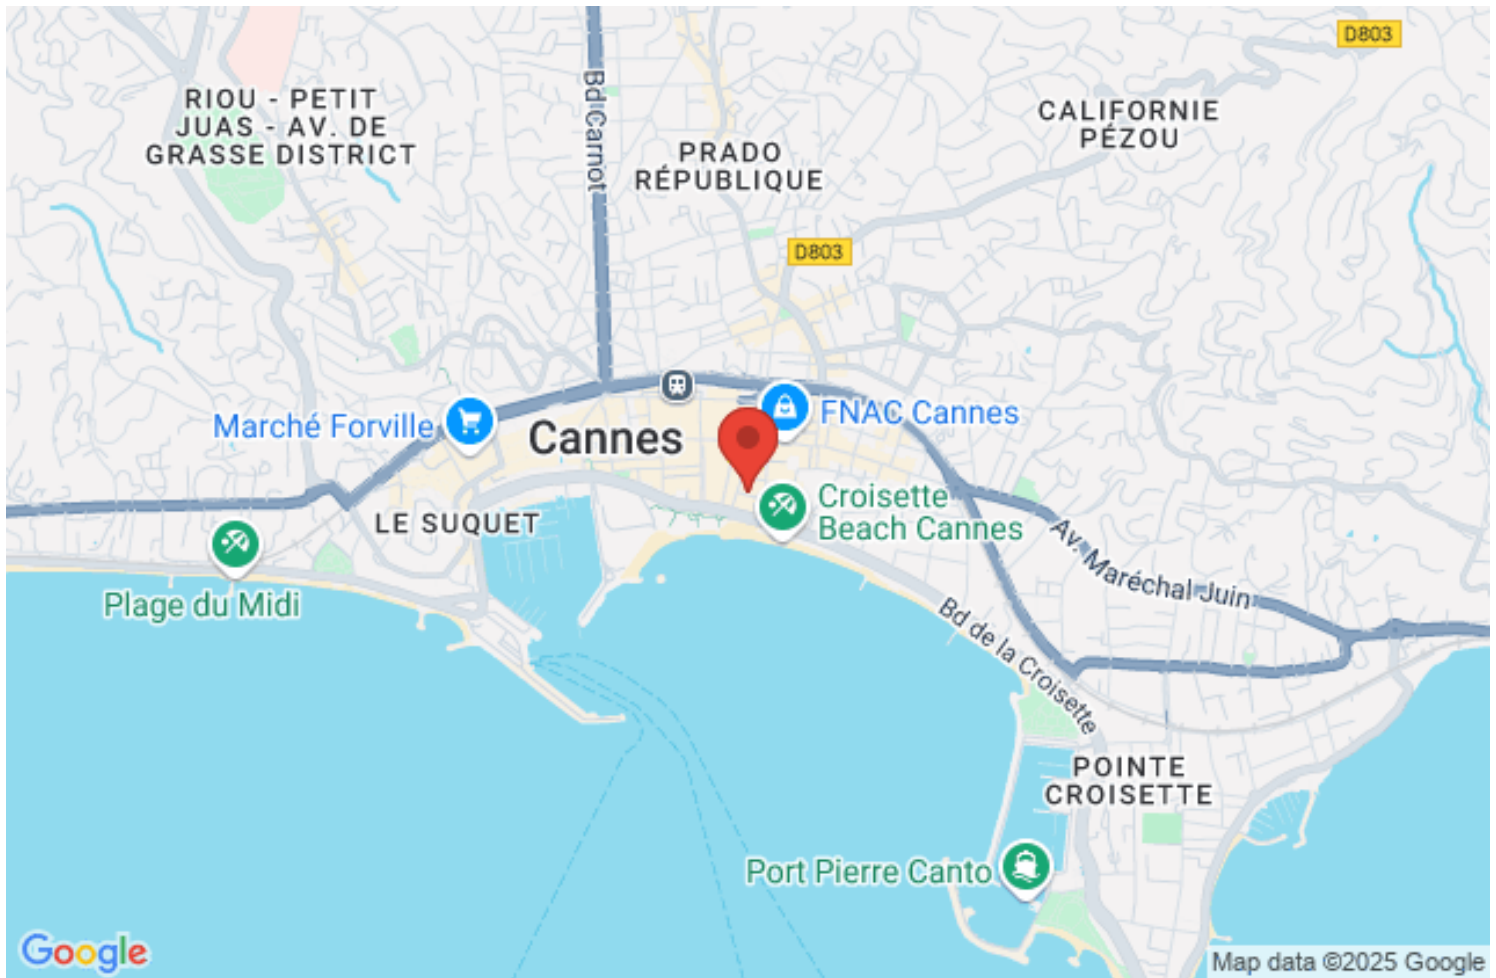 D803
RIOU - PETIT
JUAS - AV. DE
GRASSE DISTRICT
Bd Carnot
CALIFORNIE
PÉZOU
PRADO
RÉPUBLIQUE
D803
Marché Forville
Cannes
FNAC Cannes
LE SUQUET
Croisette
Beach Cannes
Plage du Midi
Av. Maréchal Juin
Bd de la Croisette
POINTE
CROISETTE
Port Pierre Canto
Google
Map data ©2025 Google